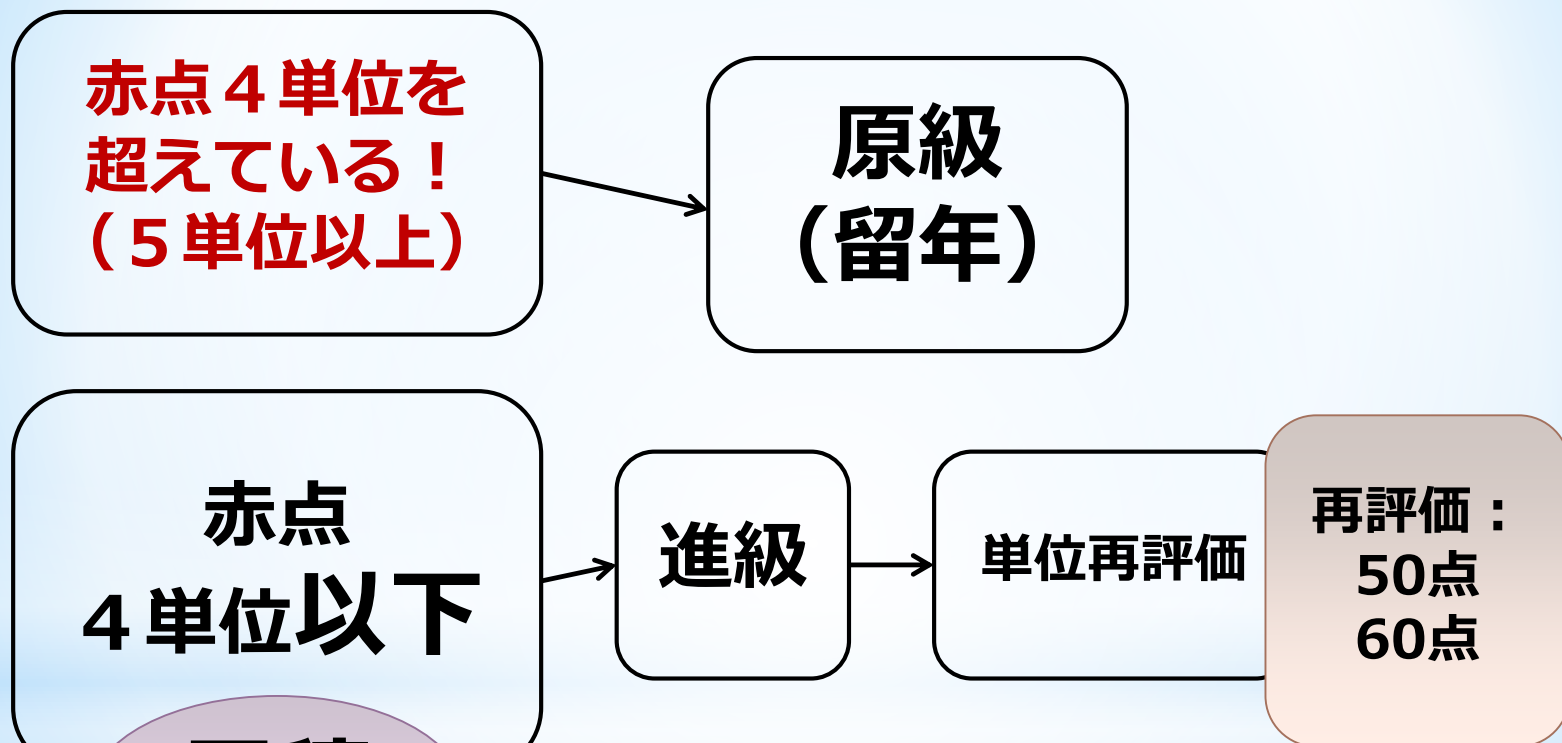 赤点４単位を
超えている！
（５単位以上）
原級
（留年）
赤点
４単位以下
進級
単位再評価
再評価：
50点
60点